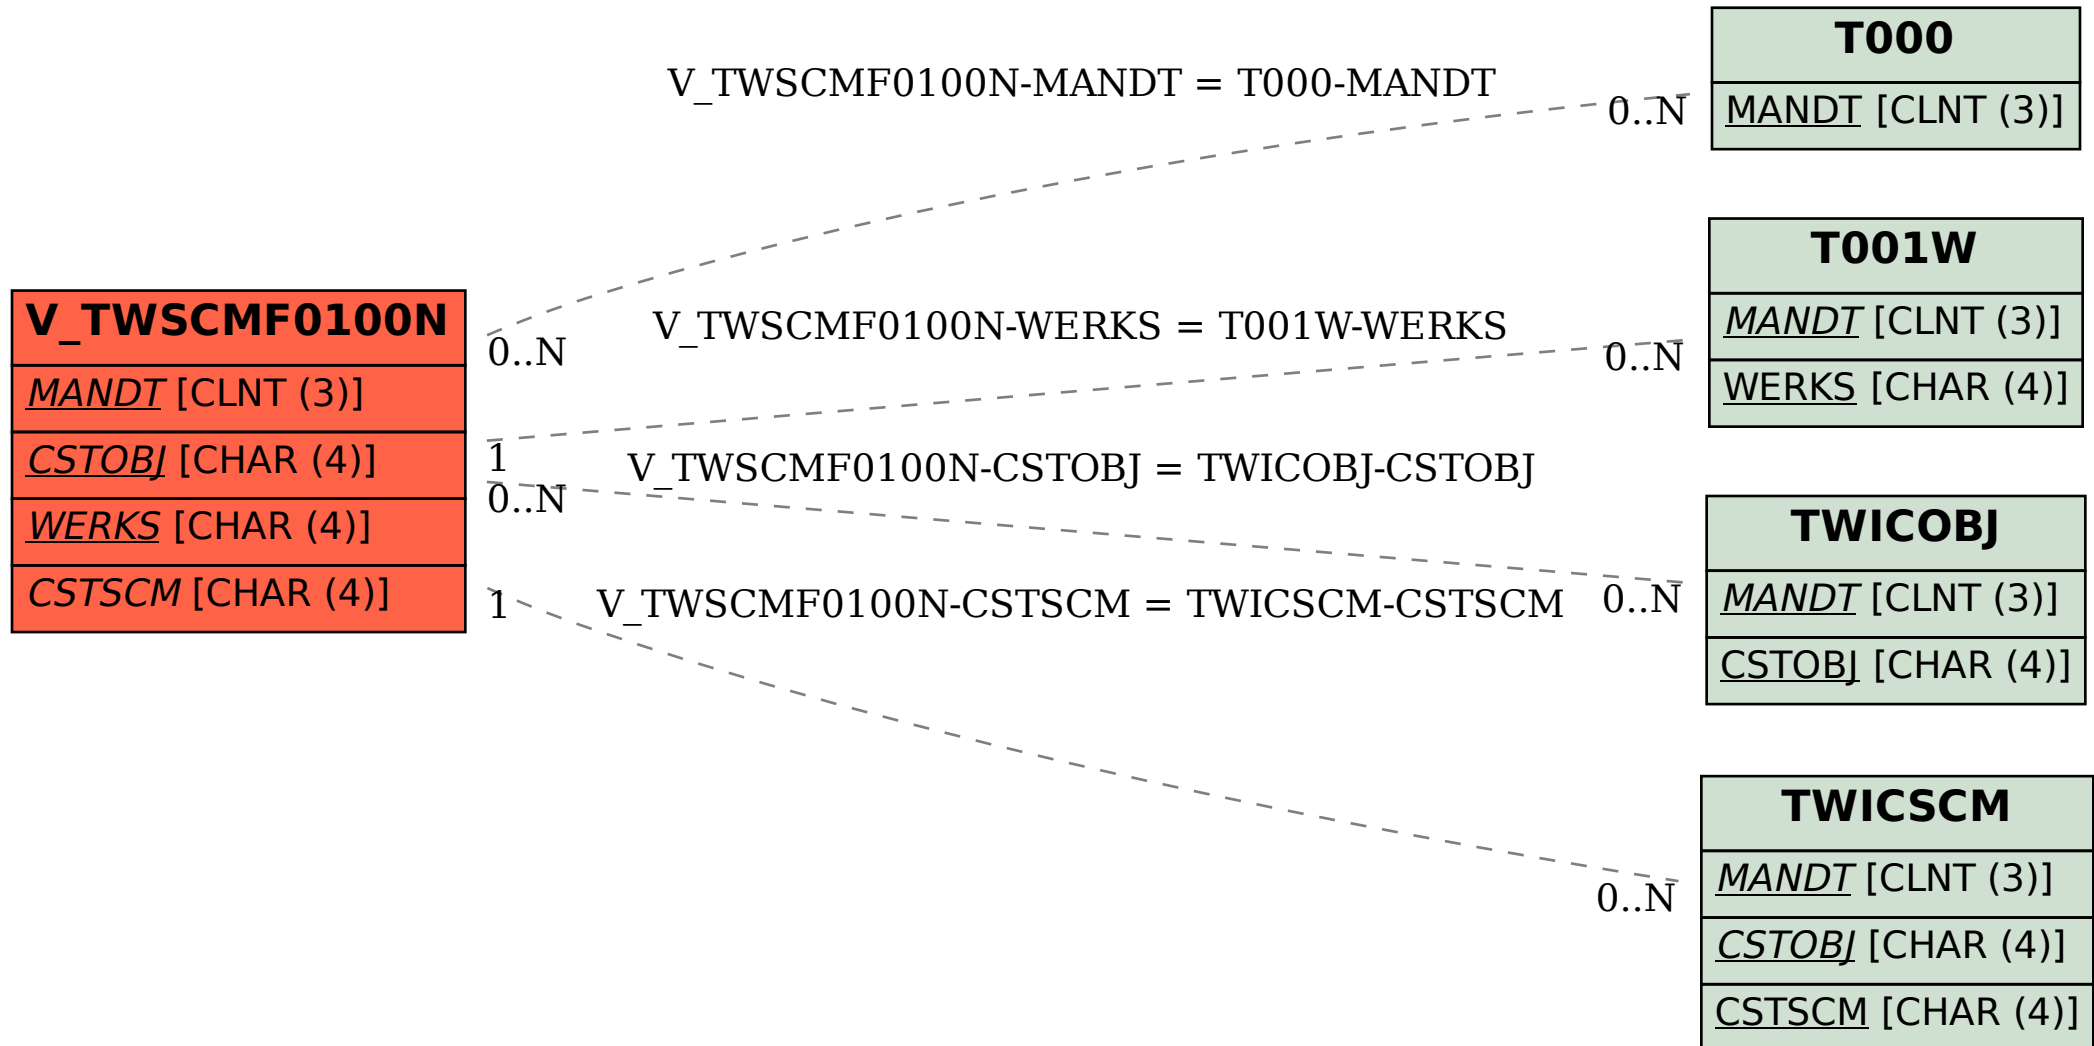 V_TWSCMF0100N
MANDT [CLNT (3)]
CSTOBJ [CHAR (4)]
WERKS [CHAR (4)]
CSTSCM [CHAR (4)]
V_TWSCMF0100N-MANDT = T000-MANDT
0..N
0..N
V_TWSCMF0100N-WERKS = T001W-WERKS
1
0..N
V_TWSCMF0100N-CSTOBJ = TWICOBJ-CSTOBJ
0..N
0..N
V_TWSCMF0100N-CSTSCM = TWICSCM-CSTSCM
1
0..N
T000
MANDT [CLNT (3)]
T001W
MANDT [CLNT (3)]
WERKS [CHAR (4)]
TWICOBJ
MANDT [CLNT (3)]
CSTOBJ [CHAR (4)]
TWICSCM
MANDT [CLNT (3)]
CSTOBJ [CHAR (4)]
CSTSCM [CHAR (4)]